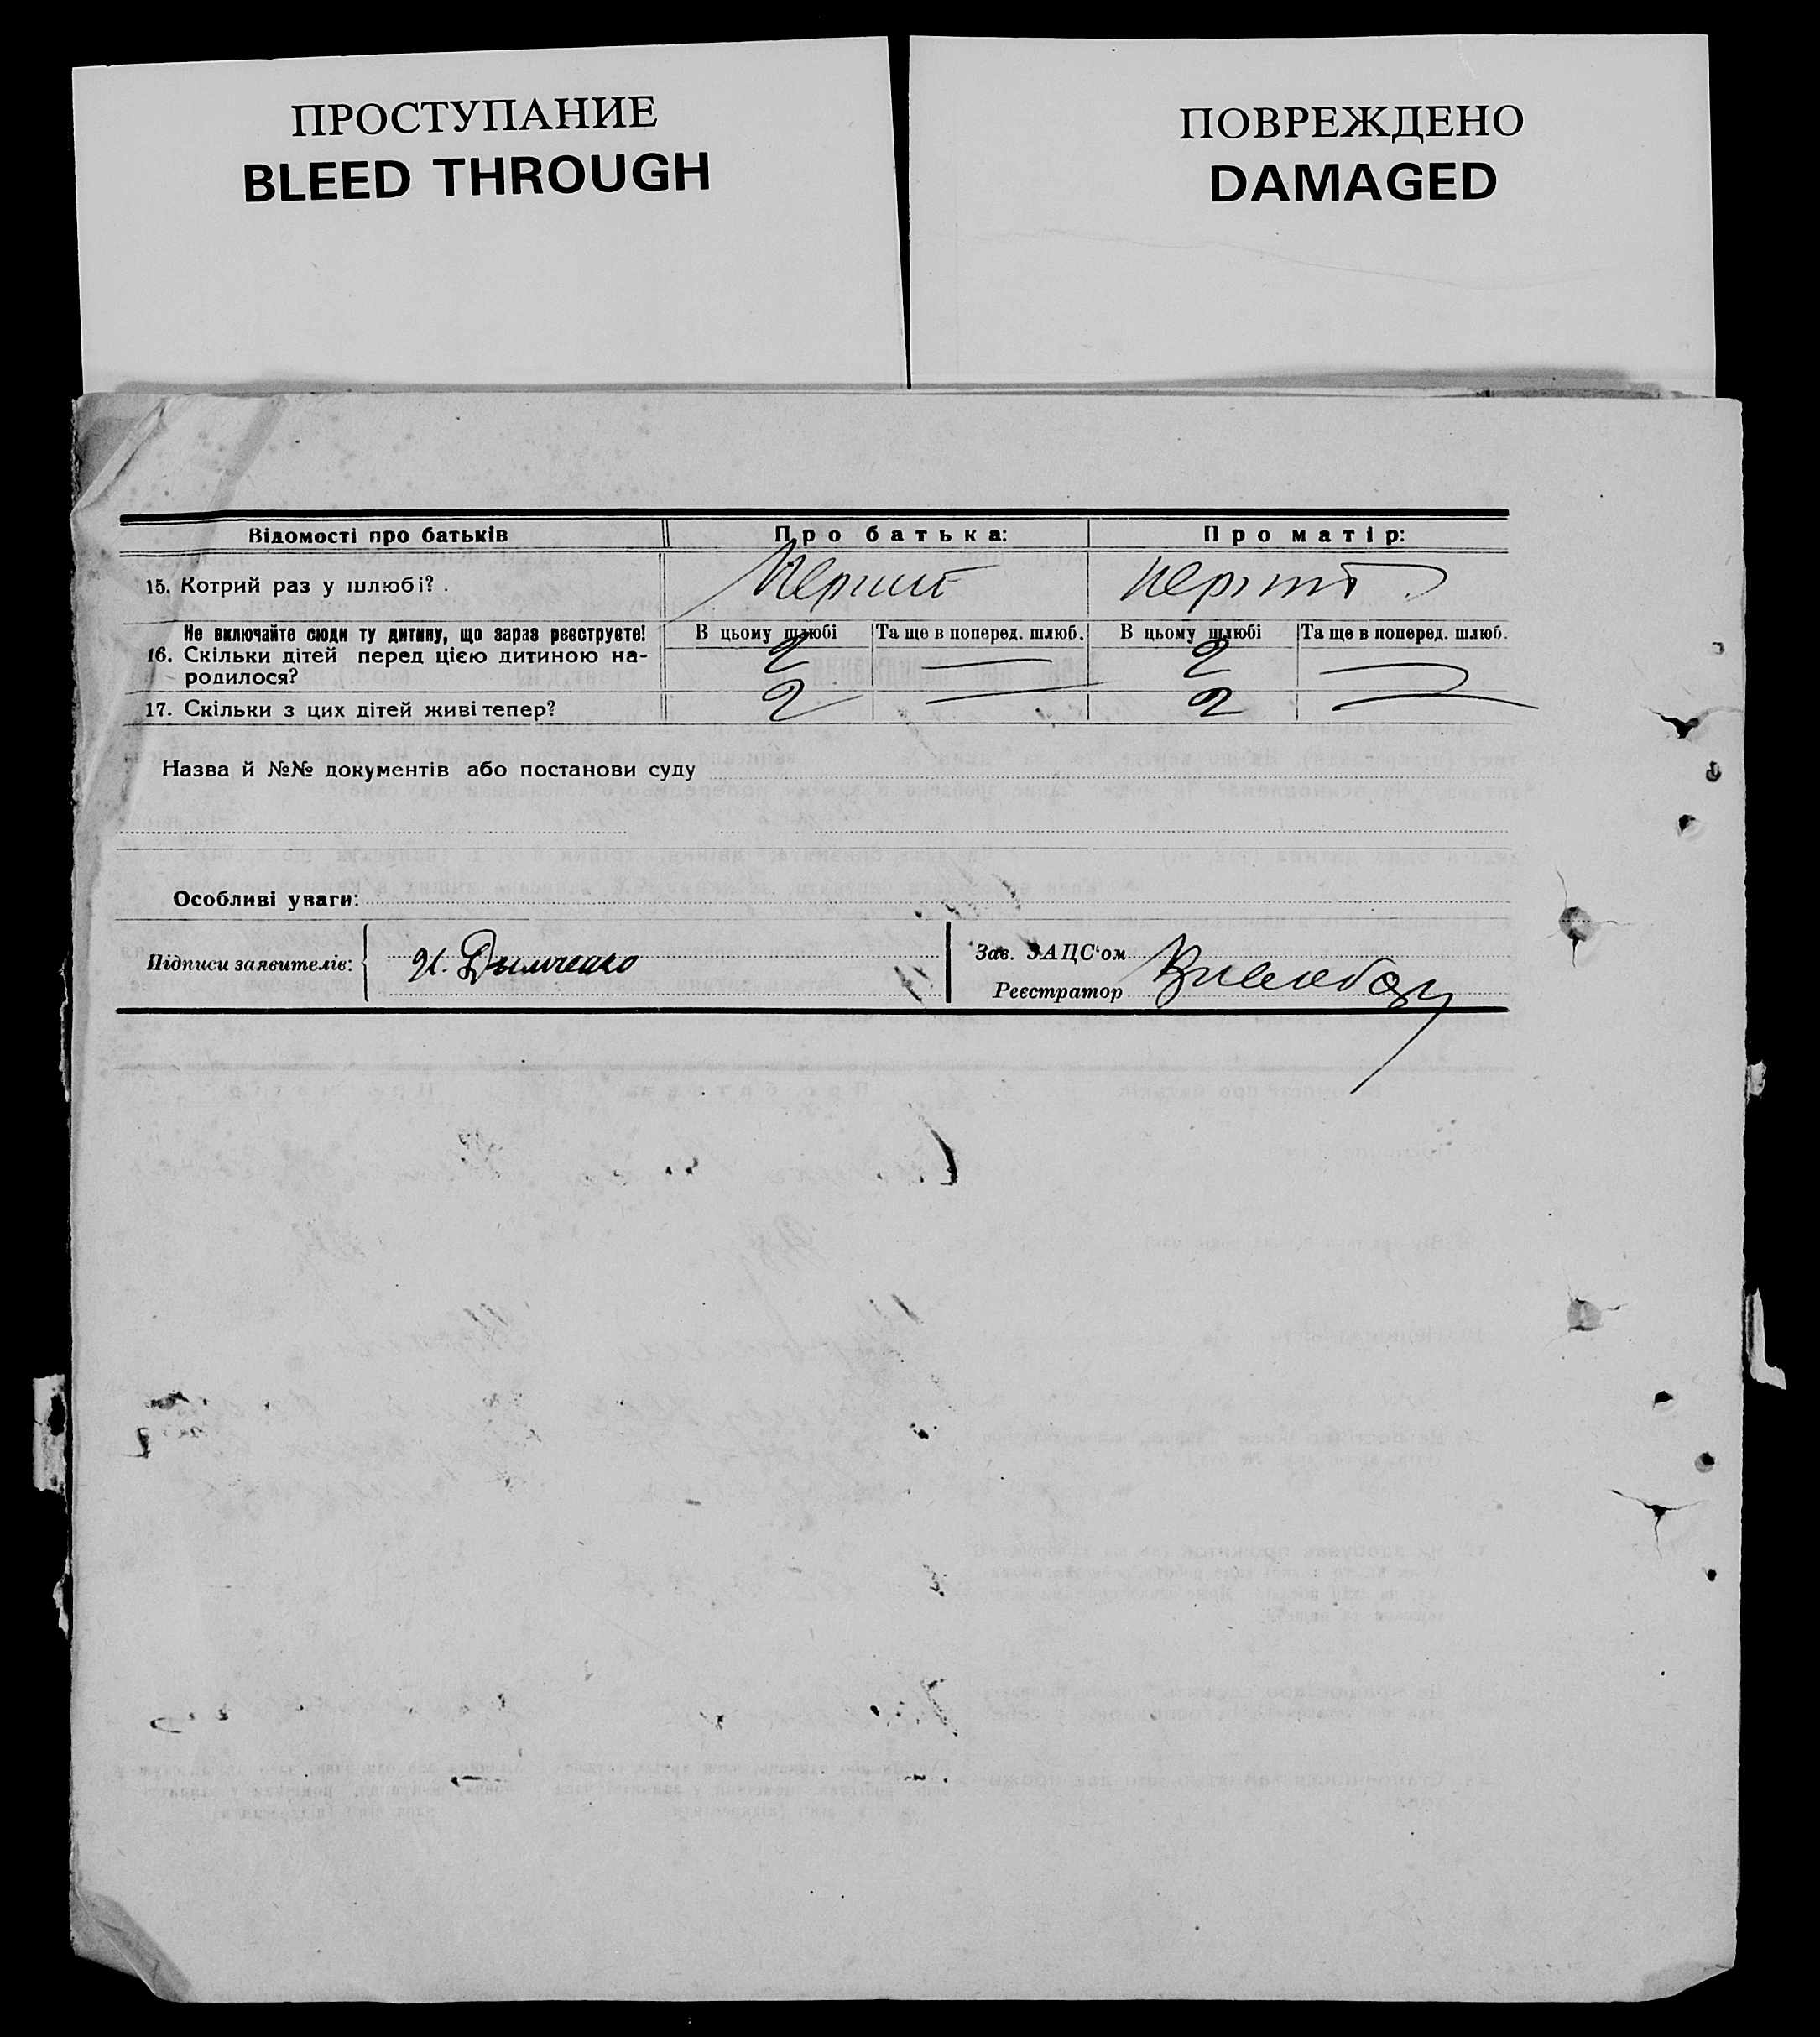 ПРОСТУПАНИЕ
BLEED THROUGH
ПОВРЕЖДЕНО
DAMAGED
Відомості про батьків Про батька: Про матір:
15. Котрий раз у шлюбі? . Перший перший
Не включайте сюди ту дитину, що зараз реєструєте! В цьому шлюбі Та ще в поперед. шлюб. В цьому шлюбі Та ще в поперед. шлюб.
16. Скільки дітей перед цією дитиною на- 2 — 2 —
родилося?
17. Скільки з цих дітей живі тепер? 2 — 2 —
Назва й №№ документів або постанови суду
Особливі уваги:
Підписи заявителів: И. Дымченко
Зав. ЗАЦС'ом
Реєстратор